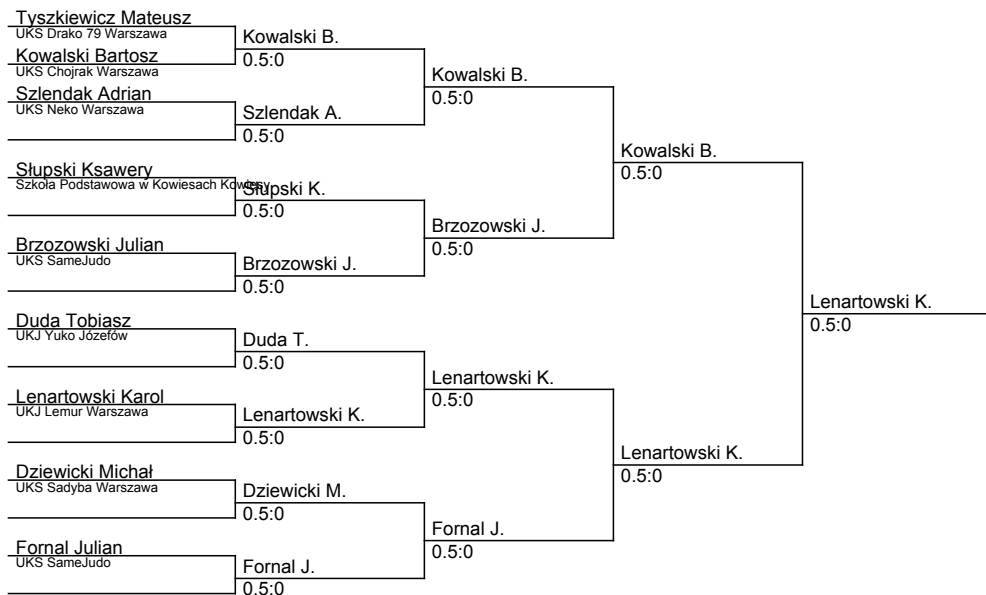 Tyszkiewicz Mateusz
UKS Drako 79 Warszawa
Kowalski Bartosz
UKS Chojrak Warszawa
Szlendak Adrian
UKS Neko Warszawa
Słupski Ksawery
Szkoła Podstawowa w Kowiesach Kowiesy
Brzozowski Julian
UKS SameJudo
Duda Tobiasz
UKJ Yuko Józefów
Lenartowski Karol
UKJ Lemur Warszawa
Dziewicki Michał
UKS Sadyba Warszawa
Fornal Julian
UKS SameJudo
Kowalski B.
0.5:0
Szlendak A.
0.5:0
Słupski K.
0.5:0
Brzozowski J.
0.5:0
Duda T.
0.5:0
Lenartowski K.
0.5:0
Dziewicki M.
0.5:0
Fornal J.
0.5:0
Kowalski B.
0.5:0
Brzozowski J.
0.5:0
Lenartowski K.
0.5:0
Fornal J.
0.5:0
Kowalski B.
0.5:0
Lenartowski K.
0.5:0
Lenartowski K.
0.5:0